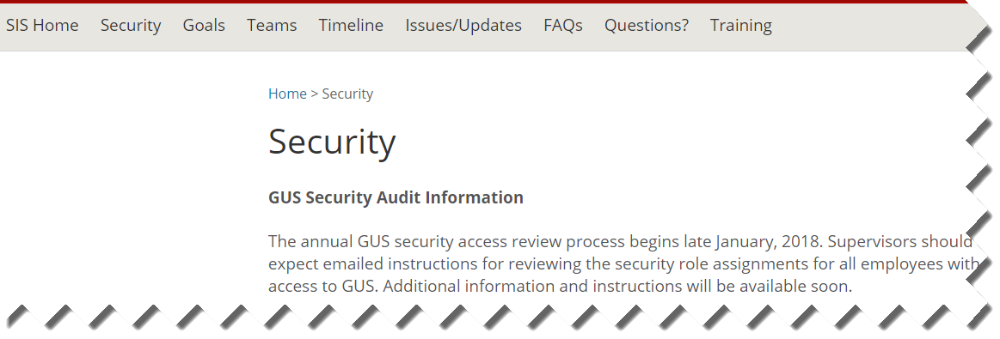 SIS Home Security Goals Teams Timeline Issues/Updates FAQs Questions? Training
Home > Security
Security
GUS Security Audit Information
The annual GUS security access review process begins late January, 2018. Supervisors should
expect emailed instructions for reviewing the security role assignments for all employees with
access to GUS. Additional information and instructions will be available soon.